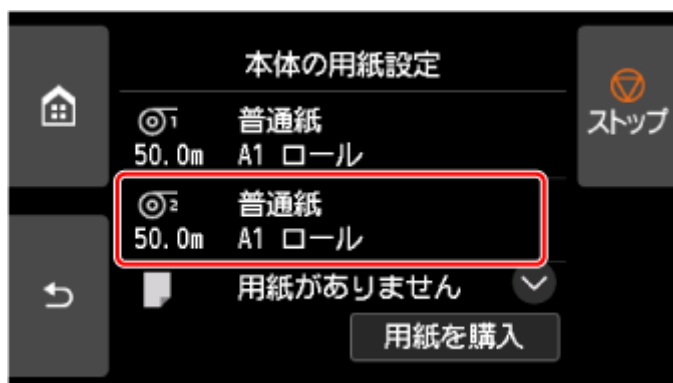 本体の用紙設定
1 普通紙
50.0m A1 ロール
2 普通紙
50.0m A1 ロール
用紙がありません
用紙を購入
ストップ